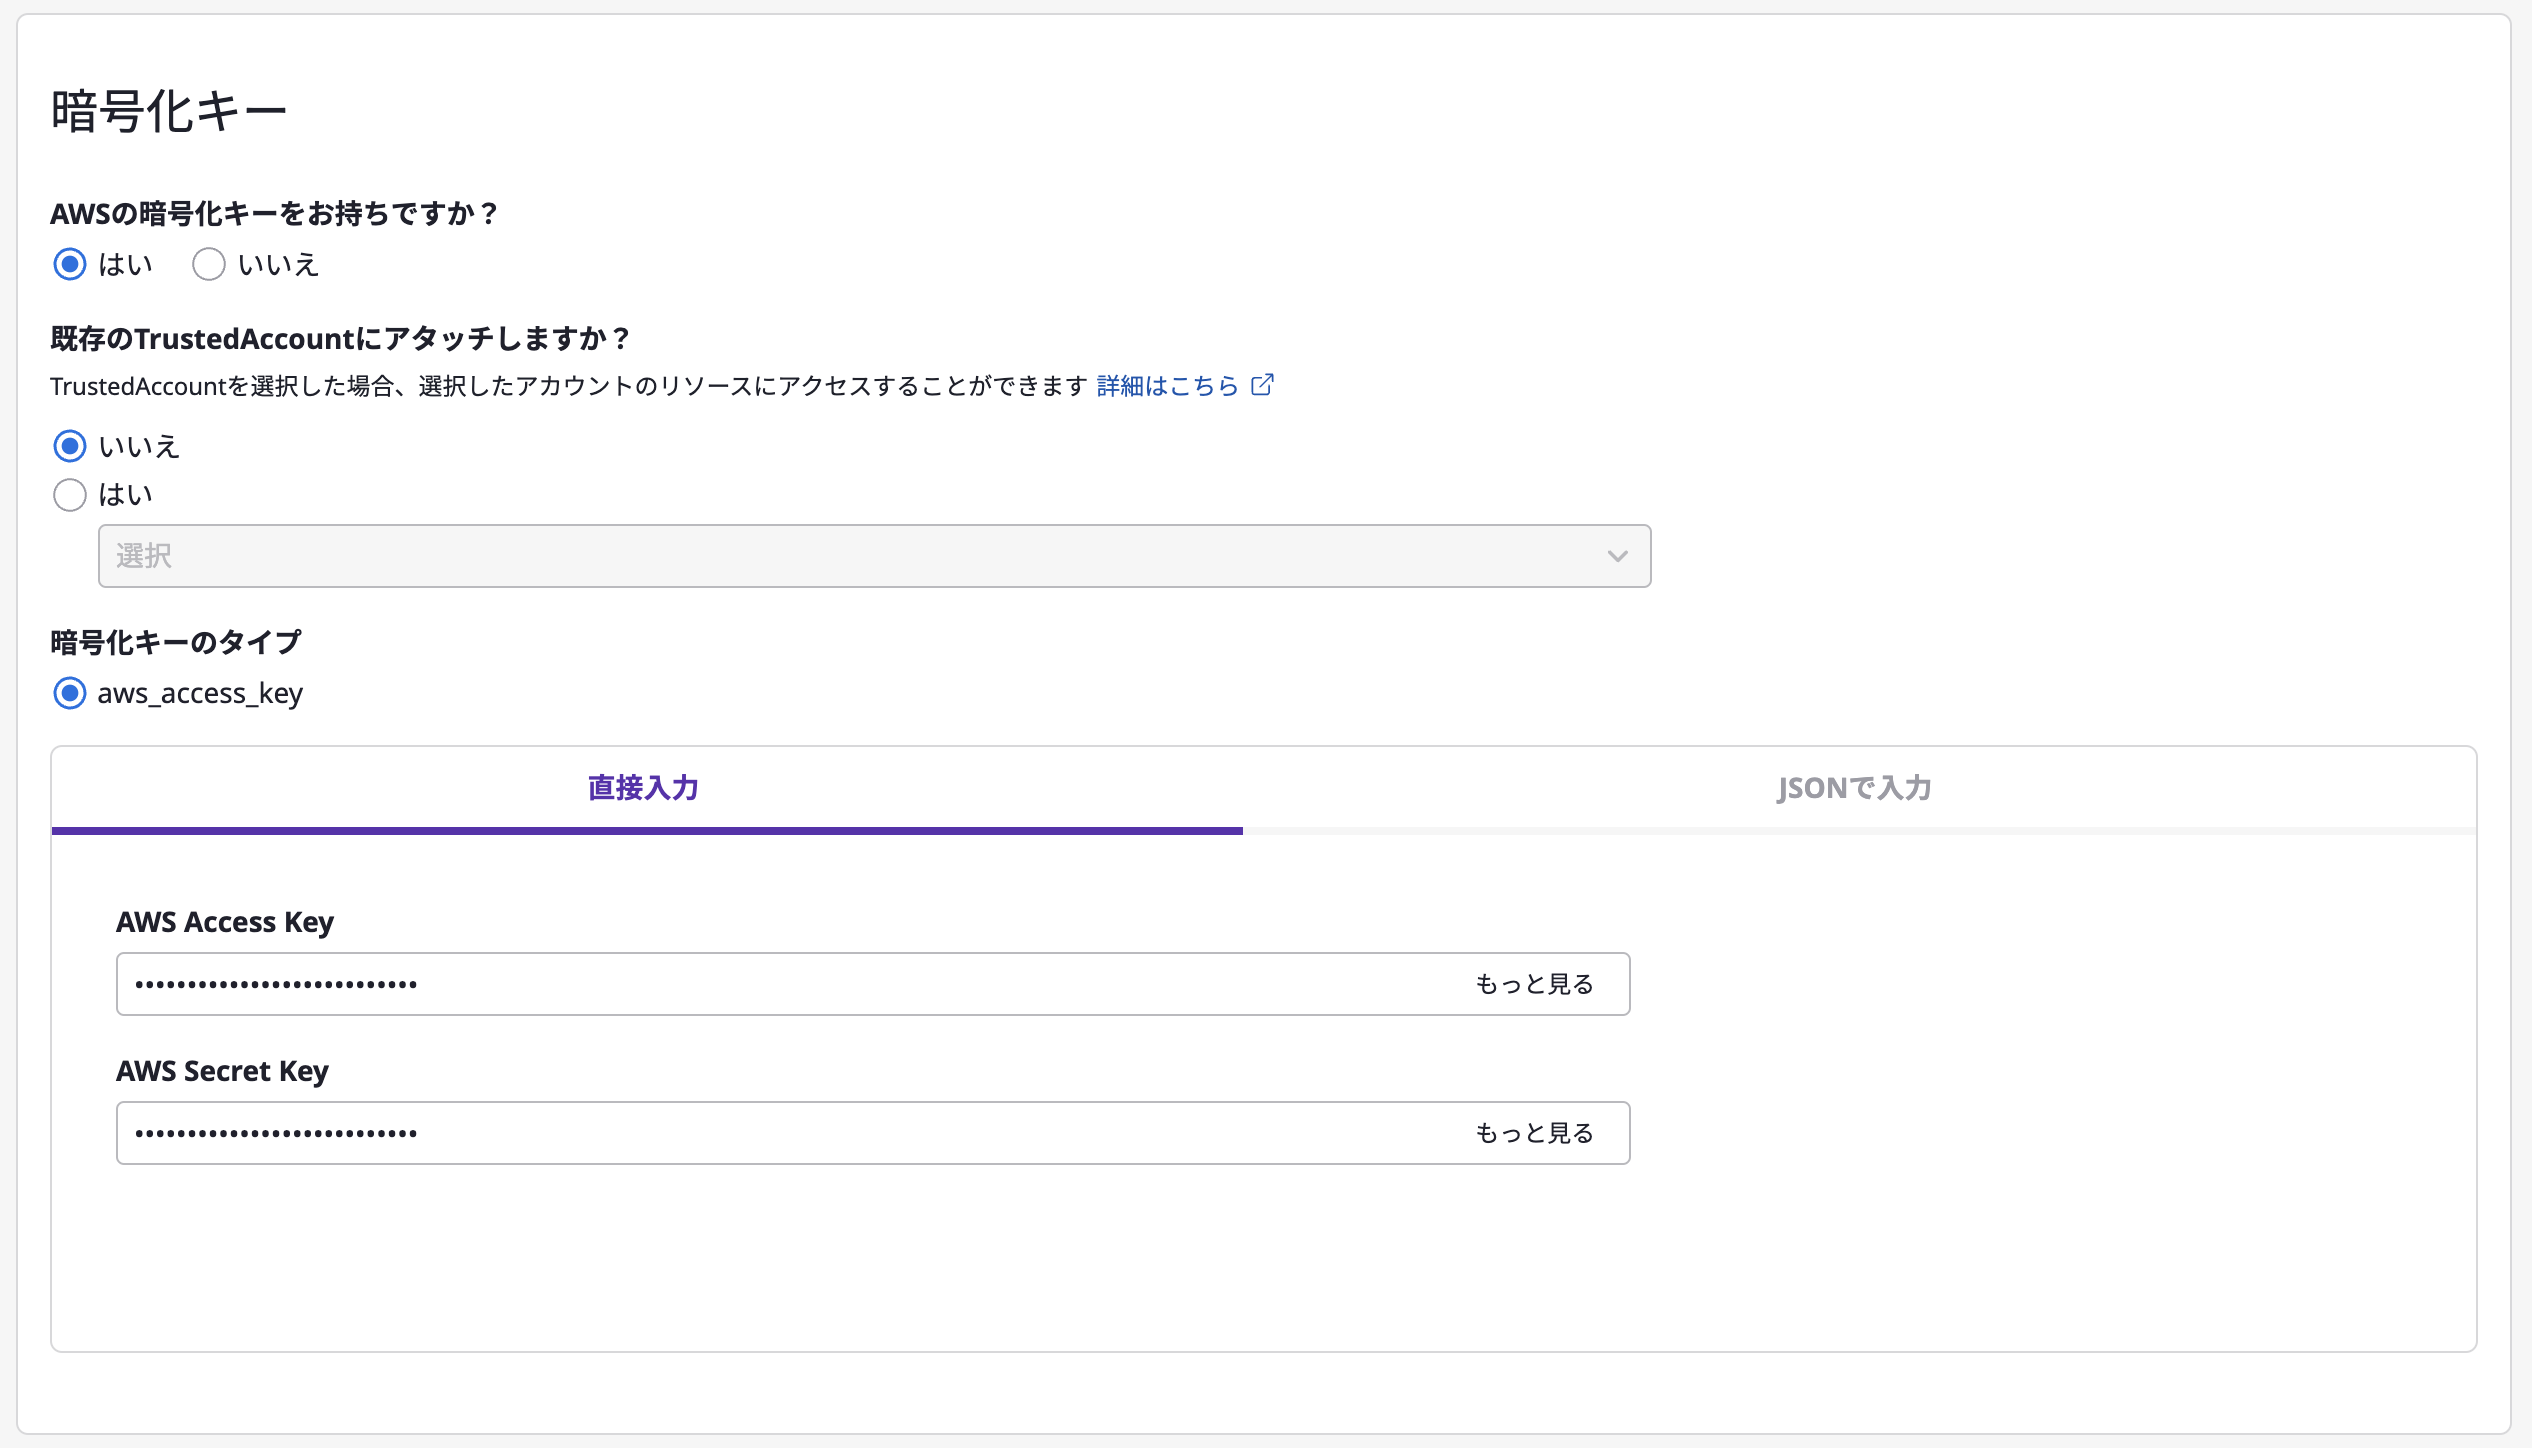 暗号化キー
AWSの暗号化キーをお持ちですか？
はい いいえ
既存のTrustedAccountにアタッチしますか？
TrustedAccountを選択した場合、選択したアカウントのリソースにアクセスすることができます 詳細はこちら
いいえ
はい
選択
暗号化キーのタイプ
aws_access_key
直接入力 JSONで入力
AWS Access Key
もっと見る
AWS Secret Key
もっと見る